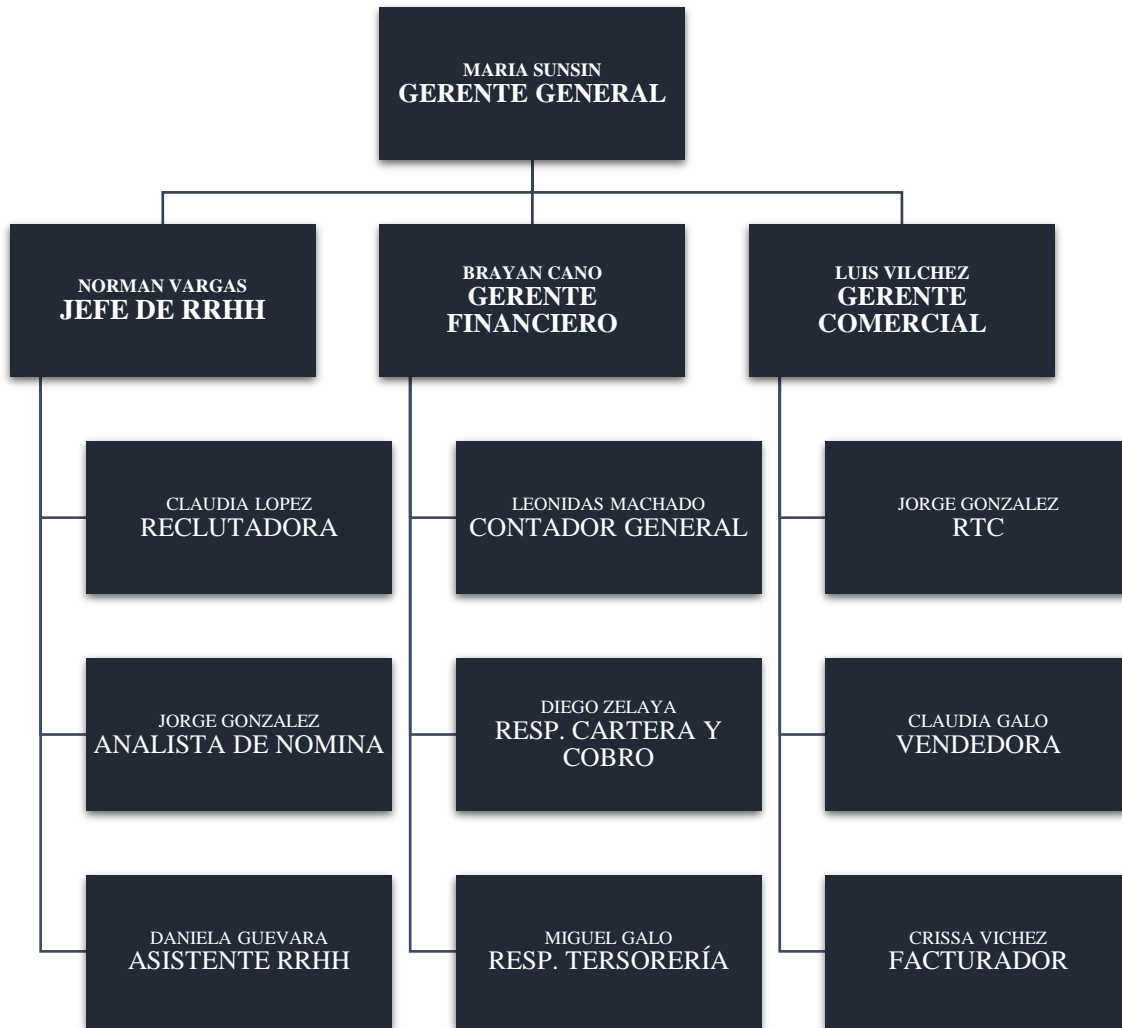 MARIA SUNSIN
GERENTE GENERAL
NORMAN VARGAS
JEFE DE RRHH
BRAYAN CANO
GERENTE
FINANCIERO
LUIS VILCHEZ
GERENTE
COMERCIAL
CLAUDIA LOPEZ
RECLUTADORA
LEONIDAS MACHADO
CONTADOR GENERAL
JORGE GONZALEZ
RTC
JORGE GONZALEZ
ANALISTA DE NOMINA
DIEGO ZELAYA
RESP. CARTERA Y
COBRO
CLAUDIA GALO
VENDEDORA
DANIELA GUEVARA
ASISTENTE RRHH
MIGUEL GALO
RESP. TERSORERÍA
CRISSA VICHEZ
FACTURADOR